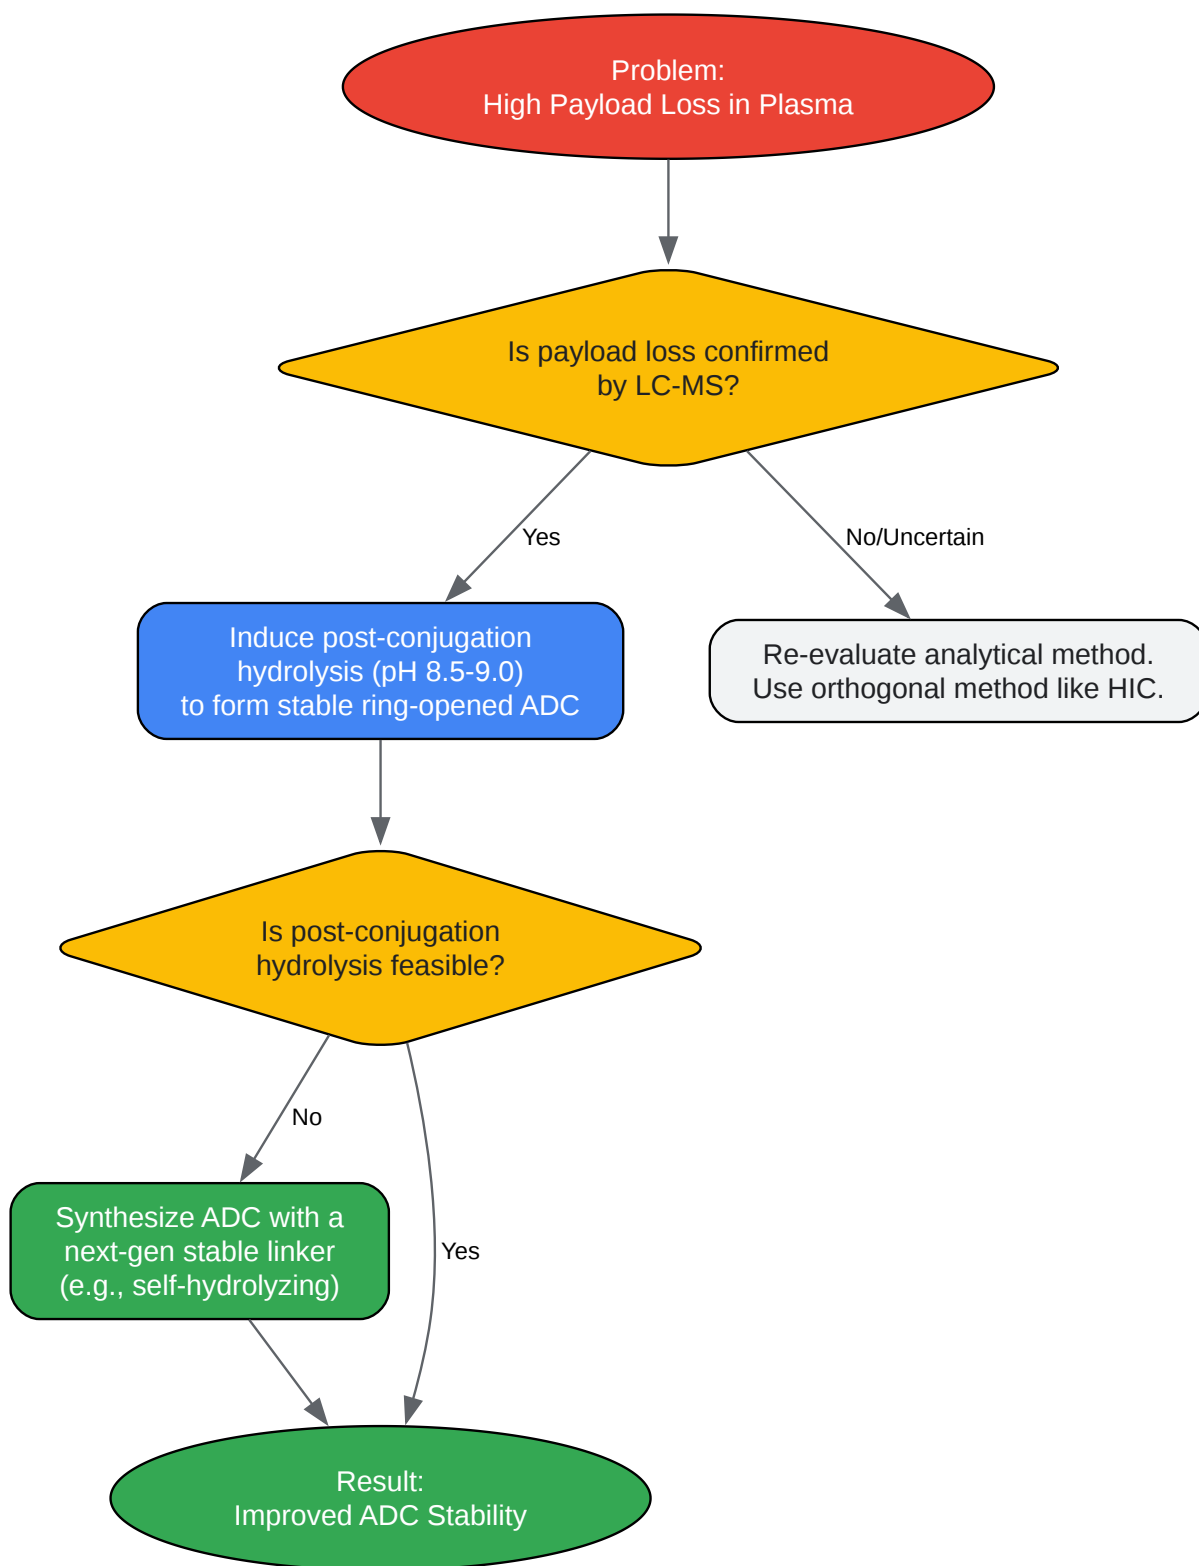 Problem:
High Payload Loss in Plasma
Is payload loss confirmed
by LC-MS?
Yes
No/Uncertain
Induce post-conjugation
hydrolysis (pH 8.5-9.0)
to form stable ring-opened ADC
Re-evaluate analytical method.
Use orthogonal method like HIC.
Is post-conjugation
hydrolysis feasible?
No
Yes
Synthesize ADC with a
next-gen stable linker
(e.g., self-hydrolyzing)
Result:
Improved ADC Stability